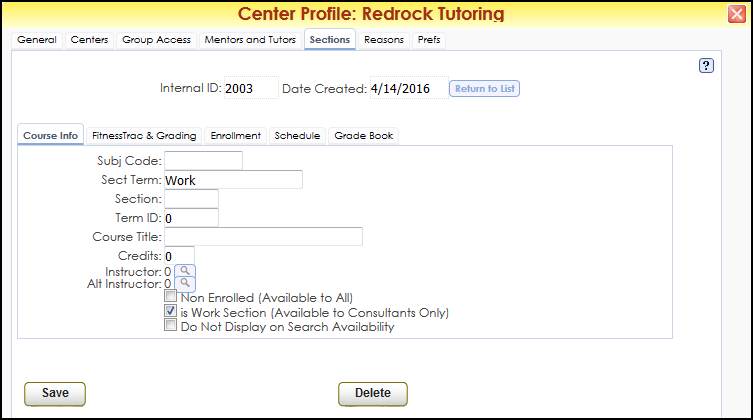 Center Profile: Redrock Tutoring
General Centers Group Access Mentors and Tutors Sections Reasons Prefs
?
Internal ID: 2003 Date Created: 4/14/2016 Return to List
Course Info FitnessTrac & Grading Enrollment Schedule Grade Book
Subj Code:
Sect Term: Work
Section:
Term ID: 0
Course Title:
Credits: 0
Instructor: 0
Alt Instructor: 0
Non Enrolled (Available to All)
is Work Section (Available to Consultants Only)
Do Not Display on Search Availability
Save Delete